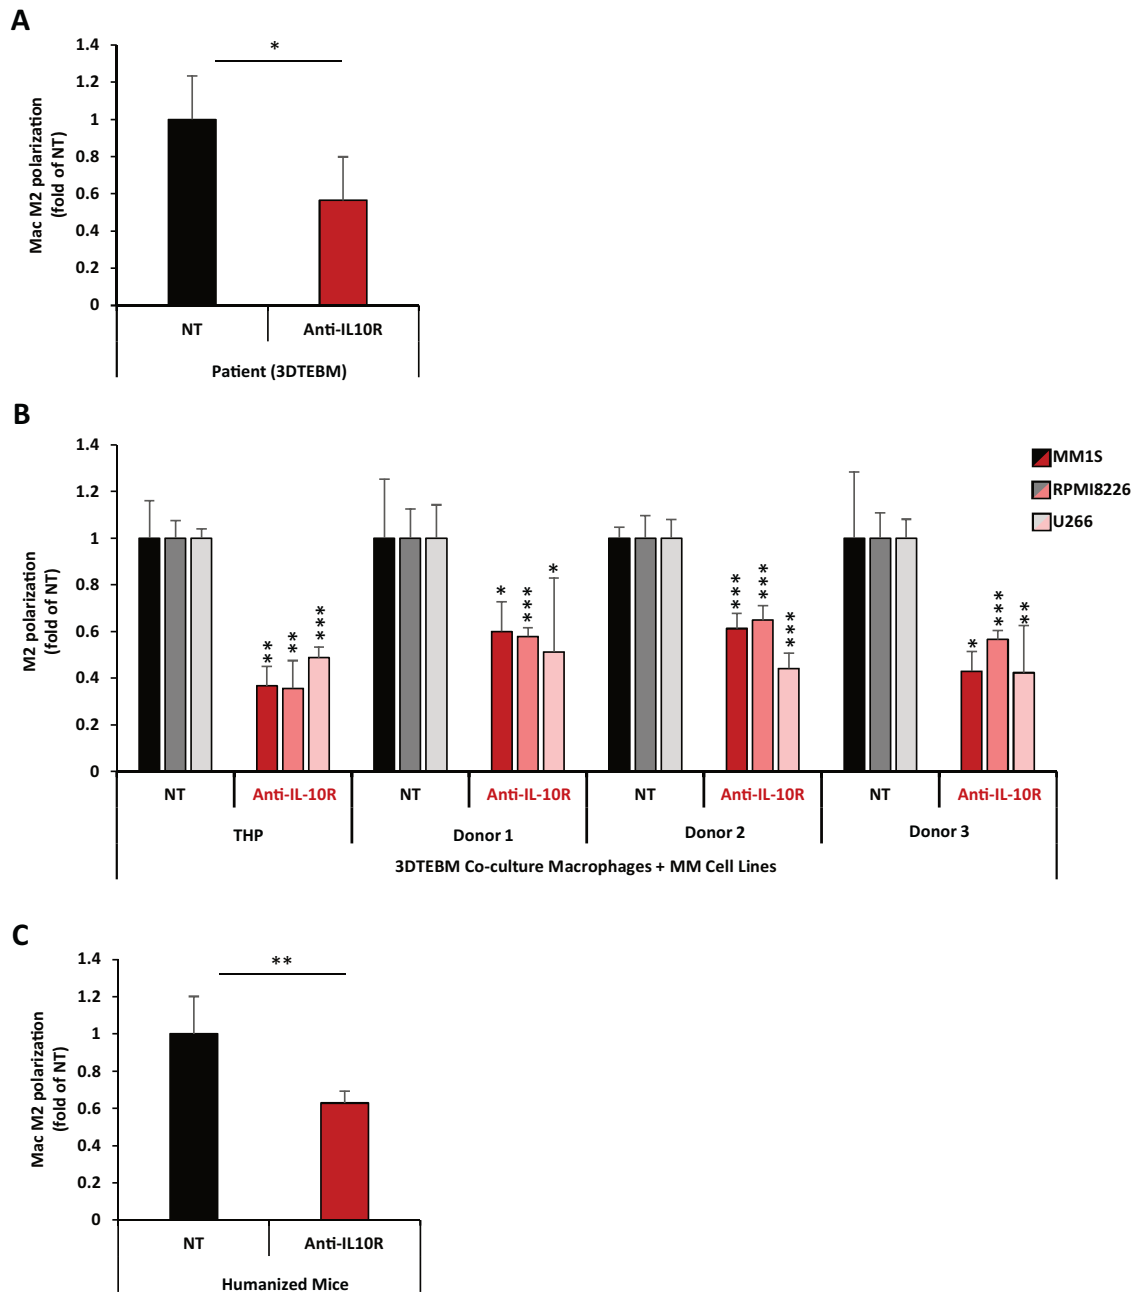 A
Mac M2 polarization
(fold of NT)
1.4
1.2
1
0.8
0.6
0.4
0.2
0
*
NT
Anti-IL10R
Patient (3DTEBM)
B
M2 polarization
(fold of NT)
1.4
1.2
1
0.8
0.6
0.4
0.2
0
** ** *** * *** * *** *** *** * *** **
MM1S
RPMI8226
U266
NT Anti-IL-10R NT Anti-IL-10R NT Anti-IL-10R NT Anti-IL-10R
THP Donor 1 Donor 2 Donor 3
3DTEBM Co-culture Macrophages + MM Cell Lines
C
Mac M2 polarization
(fold of NT)
1.4
1.2
1
0.8
0.6
0.4
0.2
0
**
NT
Anti-IL10R
Humanized Mice